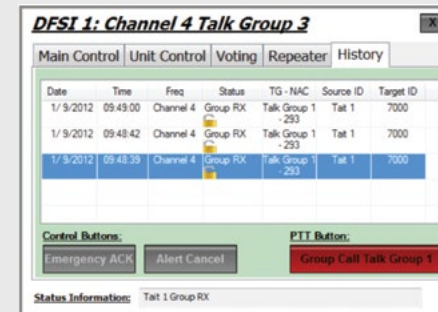 DFSI 1: Channel 4 Talk Group 3
X
Main Control Unit Control Voting Repeater History
Date Time Freq Status TG - NAC Source ID Target ID
1/ 9/2012 09:49:00 Channel 4 Group RX Talk Group 1 Tait 1 7000
- 293
1/ 9/2012 09:48:42 Channel 4 Group RX Talk Group 1 Tait 1 7000
- 293
1/ 9/2012 09:48:39 Channel 4 Group RX Talk Group 1 Tait 1 7000
- 293
Control Buttons: PTT Button:
Emergency ACK Alert Cancel Group Call Talk Group 1
Status Information: Tait 1 Group RX